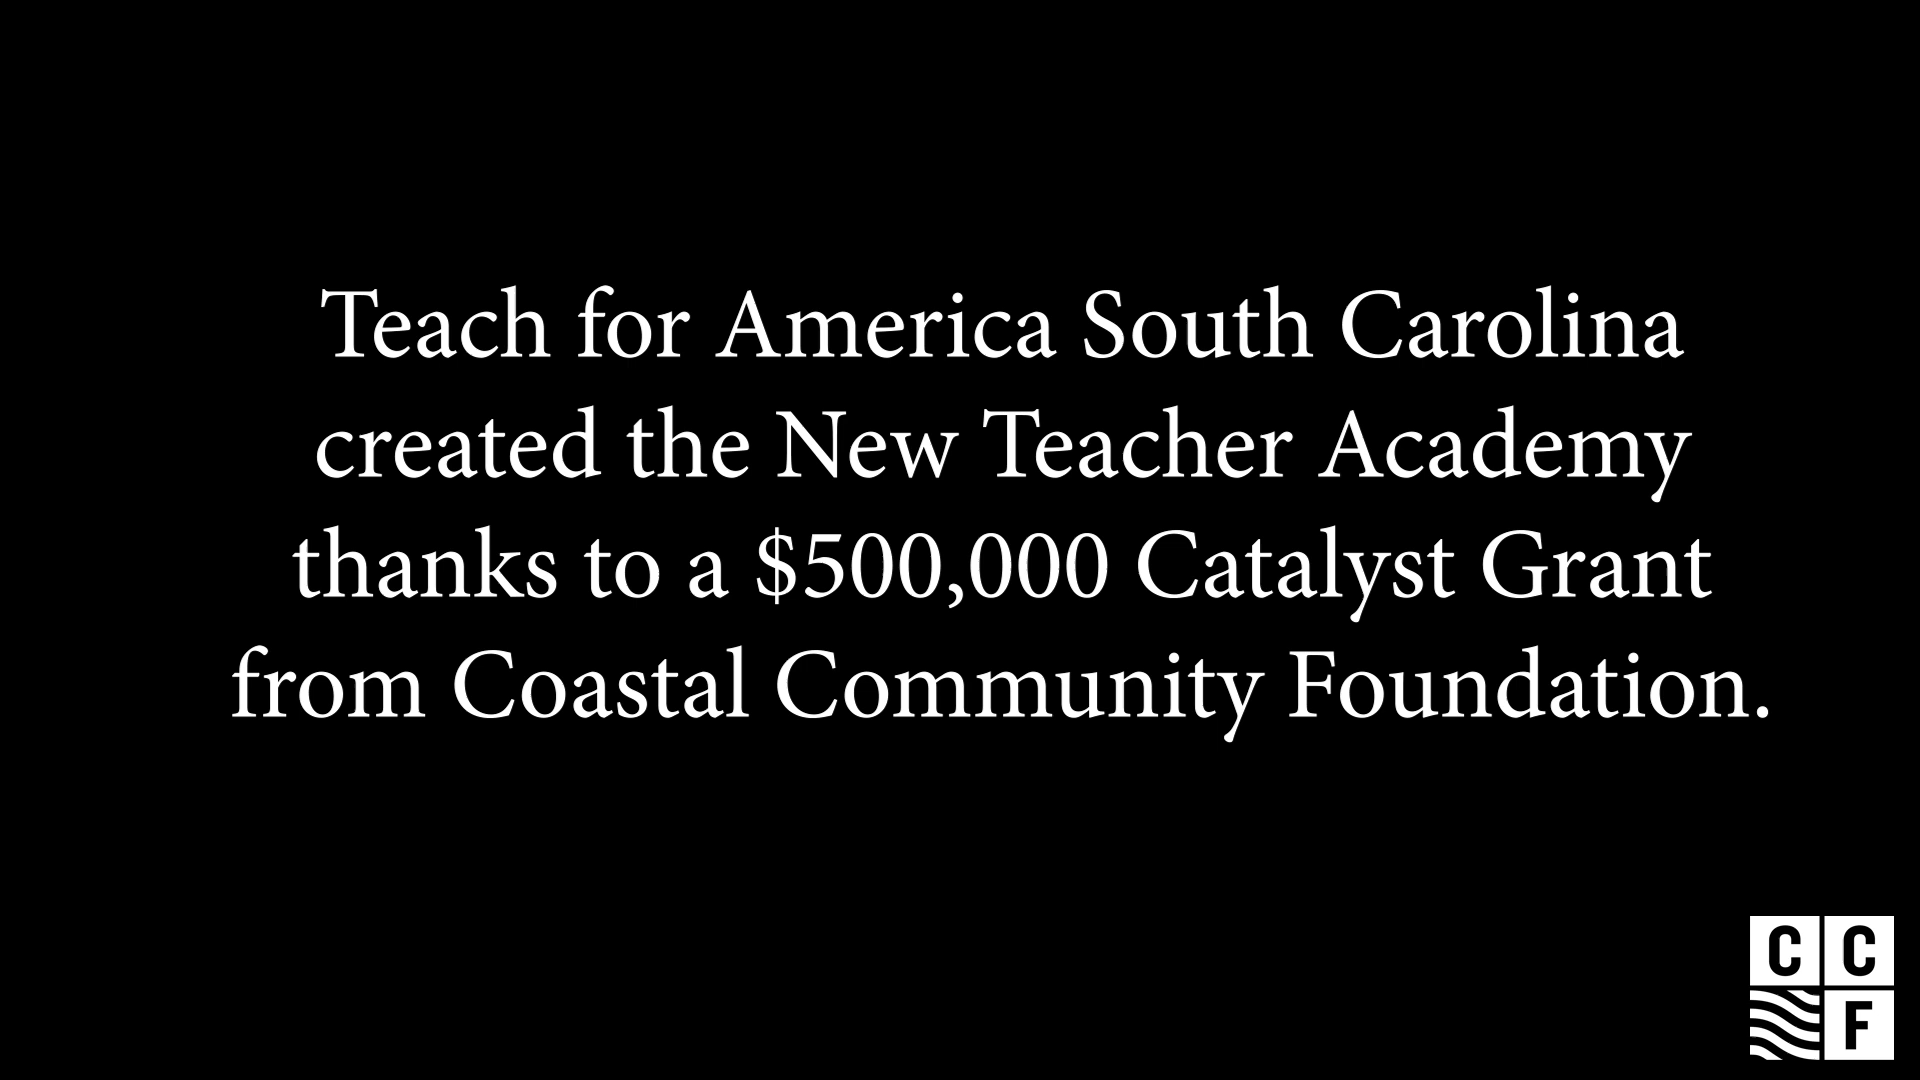 Teach for America South Carolina
created the New Teacher Academy
thanks to a $500,000 Catalyst Grant
from Coastal Community Foundation.
C C
F